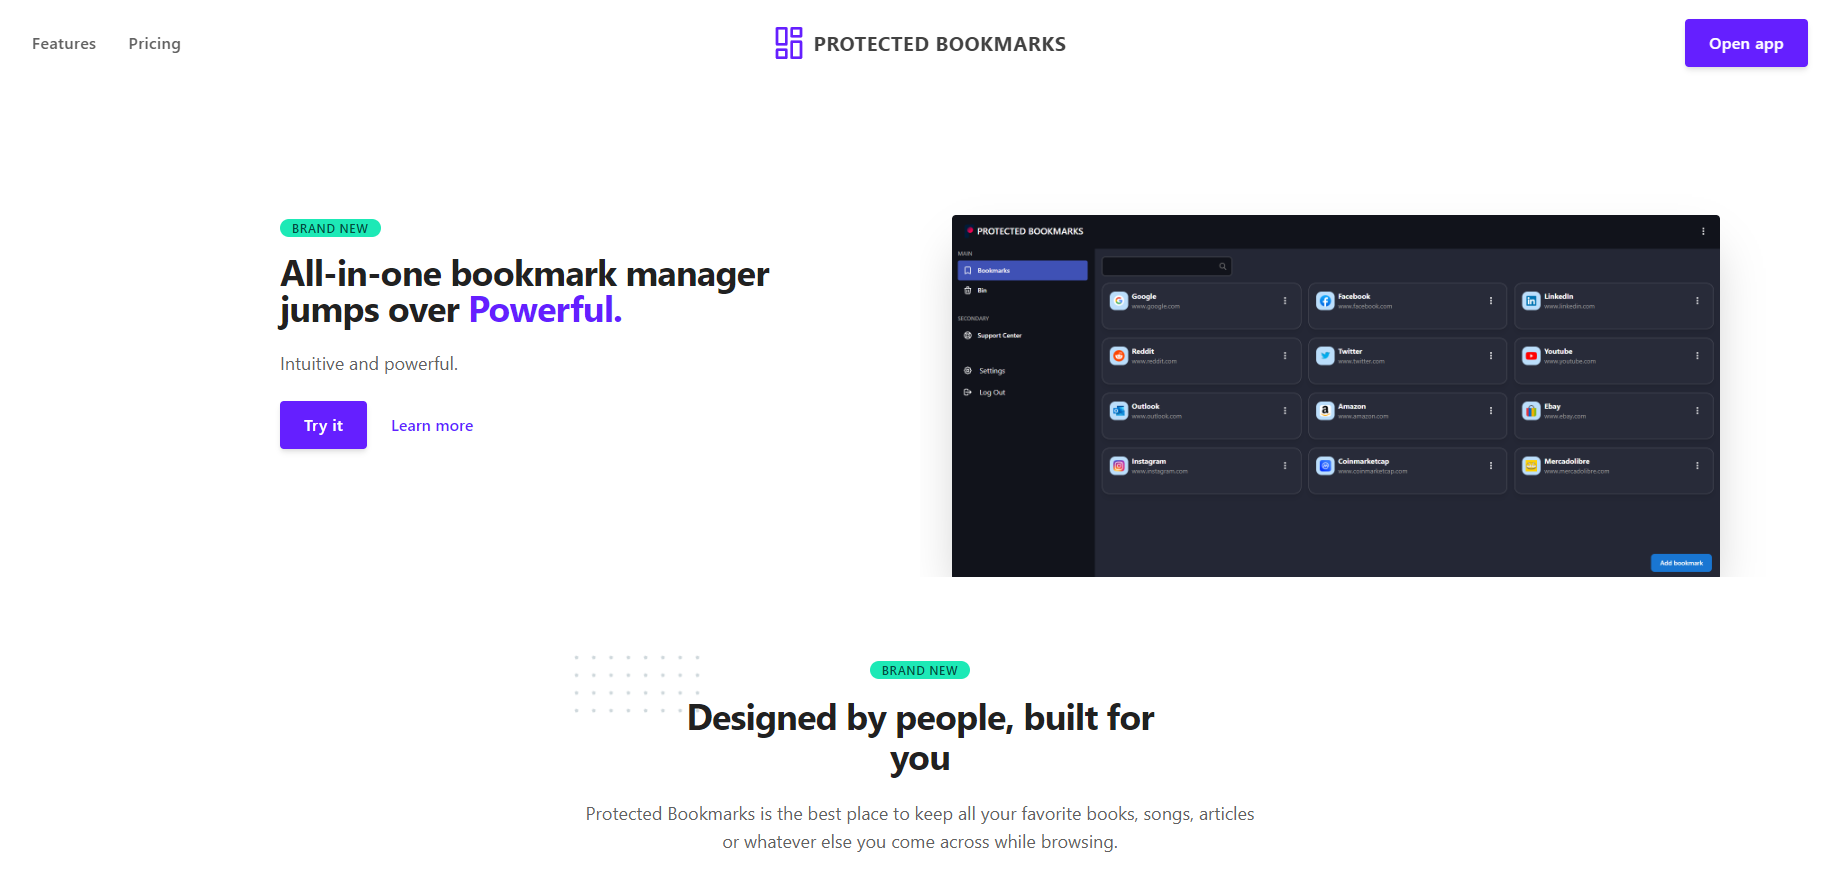 Features
Pricing
PROTECTED BOOKMARKS
Open app
BRAND NEW
All-in-one bookmark manager
jumps over Powerful.
Intuitive and powerful.
Try it
Learn more
PROTECTED BOOKMARKS
MAIN
Bookmarks
Bin
SECONDARY
Support Center
Settings
Log Out
Google
www.google.com
Facebook
www.facebook.com
LinkedIn
www.linkedin.com
Reddit
www.reddit.com
Twitter
www.twitter.com
Youtube
www.youtube.com
Outlook
www.outlook.com
Amazon
www.amazon.com
Ebay
www.ebay.com
Instagram
www.instagram.com
Coinmarketcap
www.coinmarketcap.com
Mercadolibre
www.mercadolibre.com
Add bookmark
BRAND NEW
Designed by people, built for
you
Protected Bookmarks is the best place to keep all your favorite books, songs, articles
or whatever else you come across while browsing.